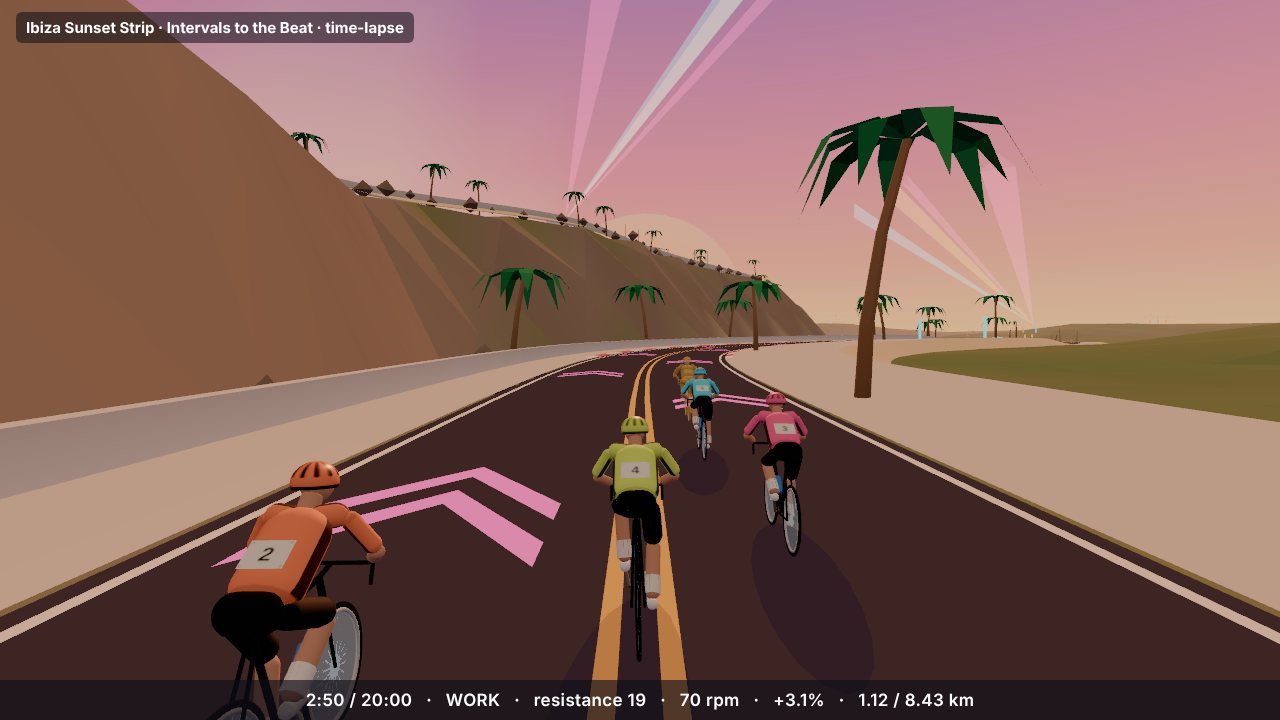 Ibiza Sunset Strip · Intervals to the Beat · time-lapse
2
4
3
2:50 / 20:00 · WORK · resistance 19 · 70 rpm · +3.1% · 1.12 / 8.43 km